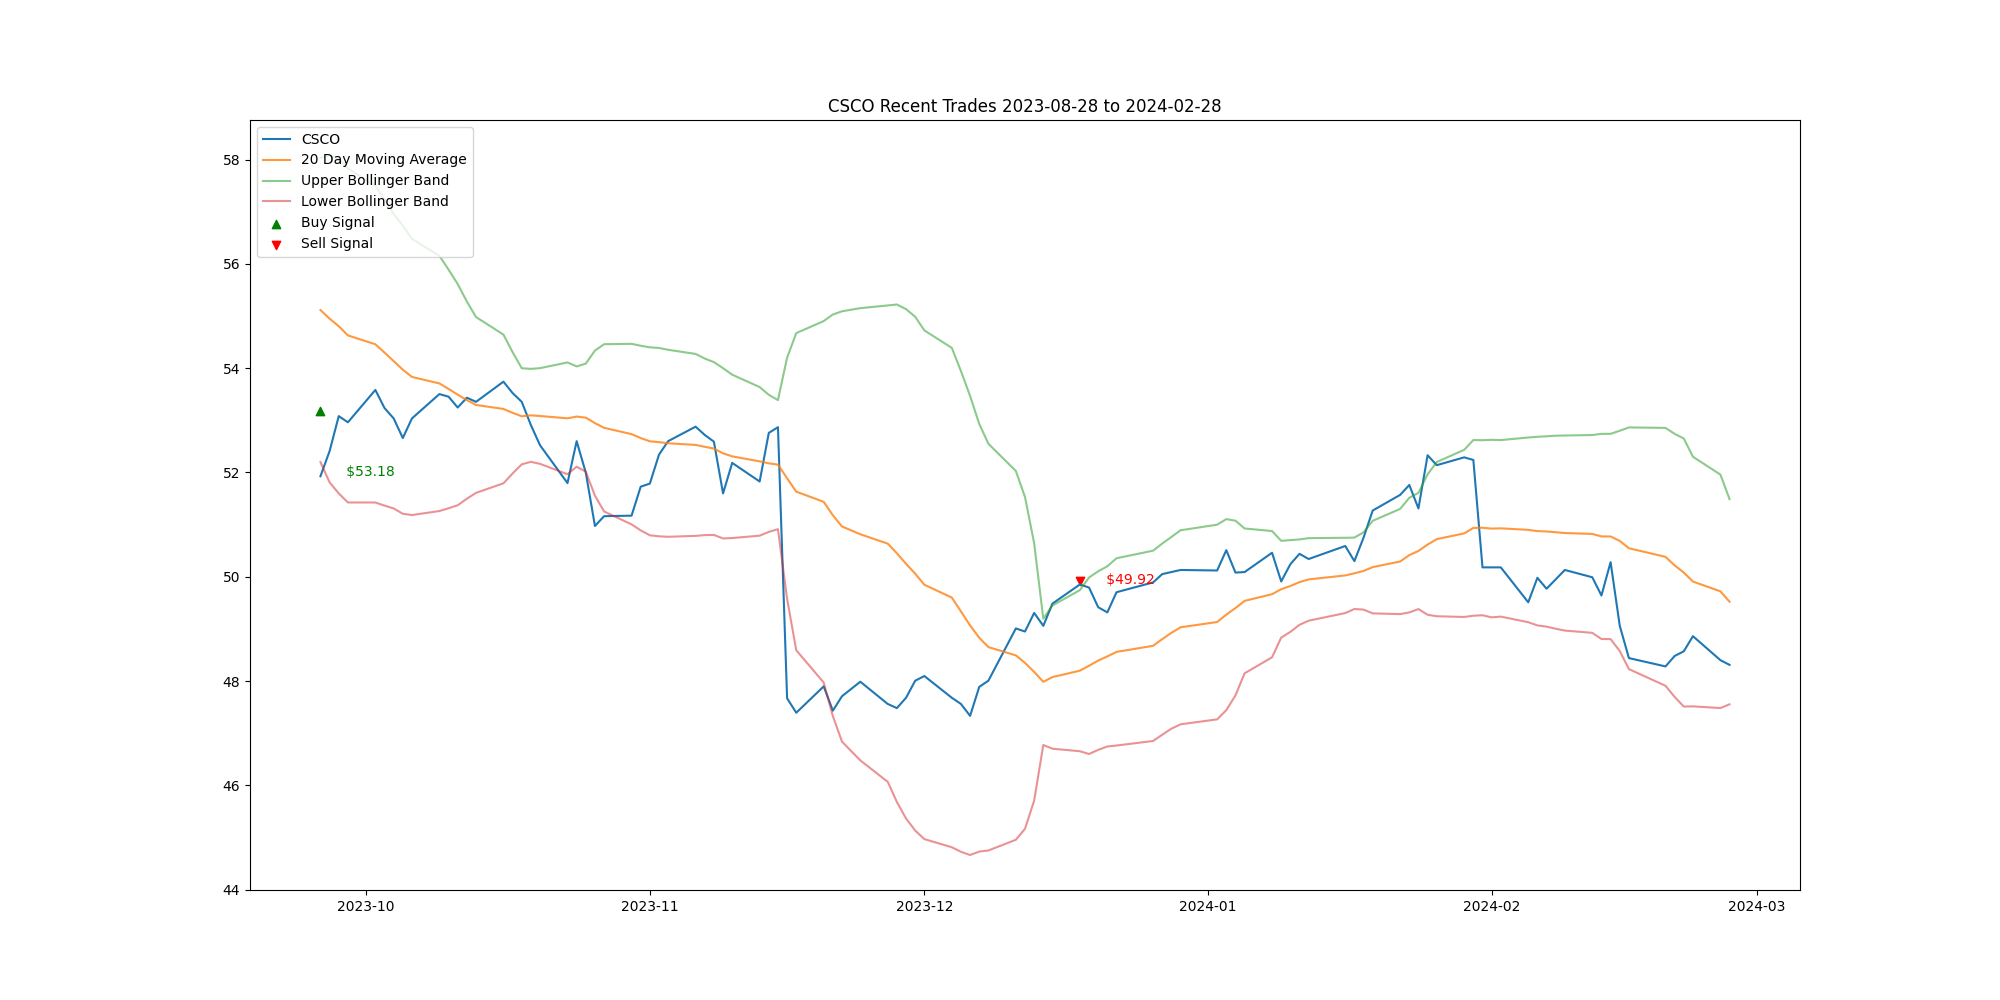 CSCO Recent Trades 2023-08-28 to 2024-02-28
CSCO
20 Day Moving Average
Upper Bollinger Band
Lower Bollinger Band
Buy Signal
Sell Signal
58
56
54
52
50
48
46
44
$53.18
$49.92
2023-10
2023-11
2023-12
2024-01
2024-02
2024-03